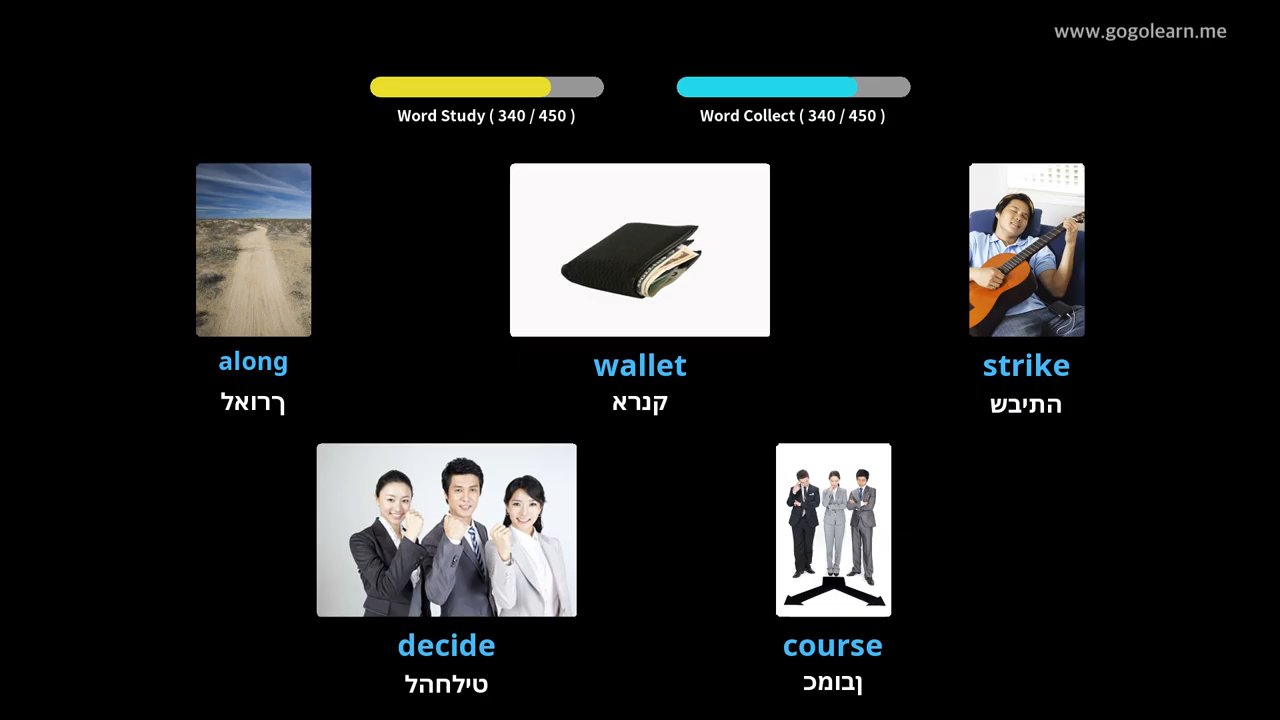 www.gogolearn.me
Word Study ( 340 / 450 )
Word Collect ( 340 / 450 )
along
לאורך
wallet
ארנק
strike
שביתה
decide
להחליט
course
כמובן